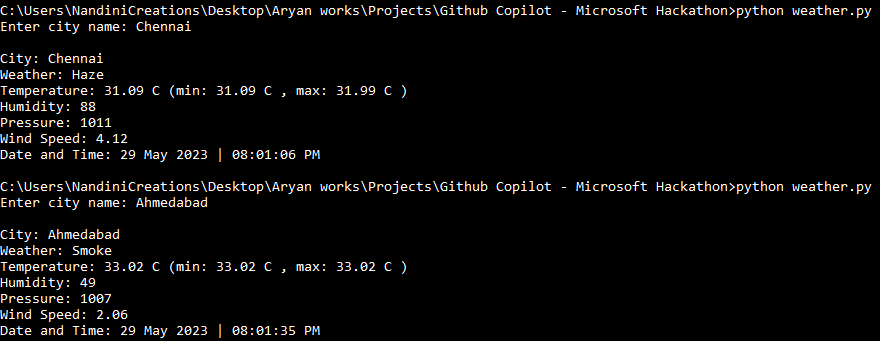 C:\Users\NandiniCreations\Desktop\Aryan works\Projects\Github Copilot - Microsoft Hackathon>python weather.py
Enter city name: Chennai
City: Chennai
Weather: Haze
Temperature: 31.09 C (min: 31.09 C , max: 31.99 C )
Humidity: 88
Pressure: 1011
Wind Speed: 4.12
Date and Time: 29 May 2023 | 08:01:06 PM
C:\Users\NandiniCreations\Desktop\Aryan works\Projects\Github Copilot - Microsoft Hackathon>python weather.py
Enter city name: Ahmedabad
City: Ahmedabad
Weather: Smoke
Temperature: 33.02 C (min: 33.02 C , max: 33.02 C )
Humidity: 49
Pressure: 1007
Wind Speed: 2.06
Date and Time: 29 May 2023 | 08:01:35 PM